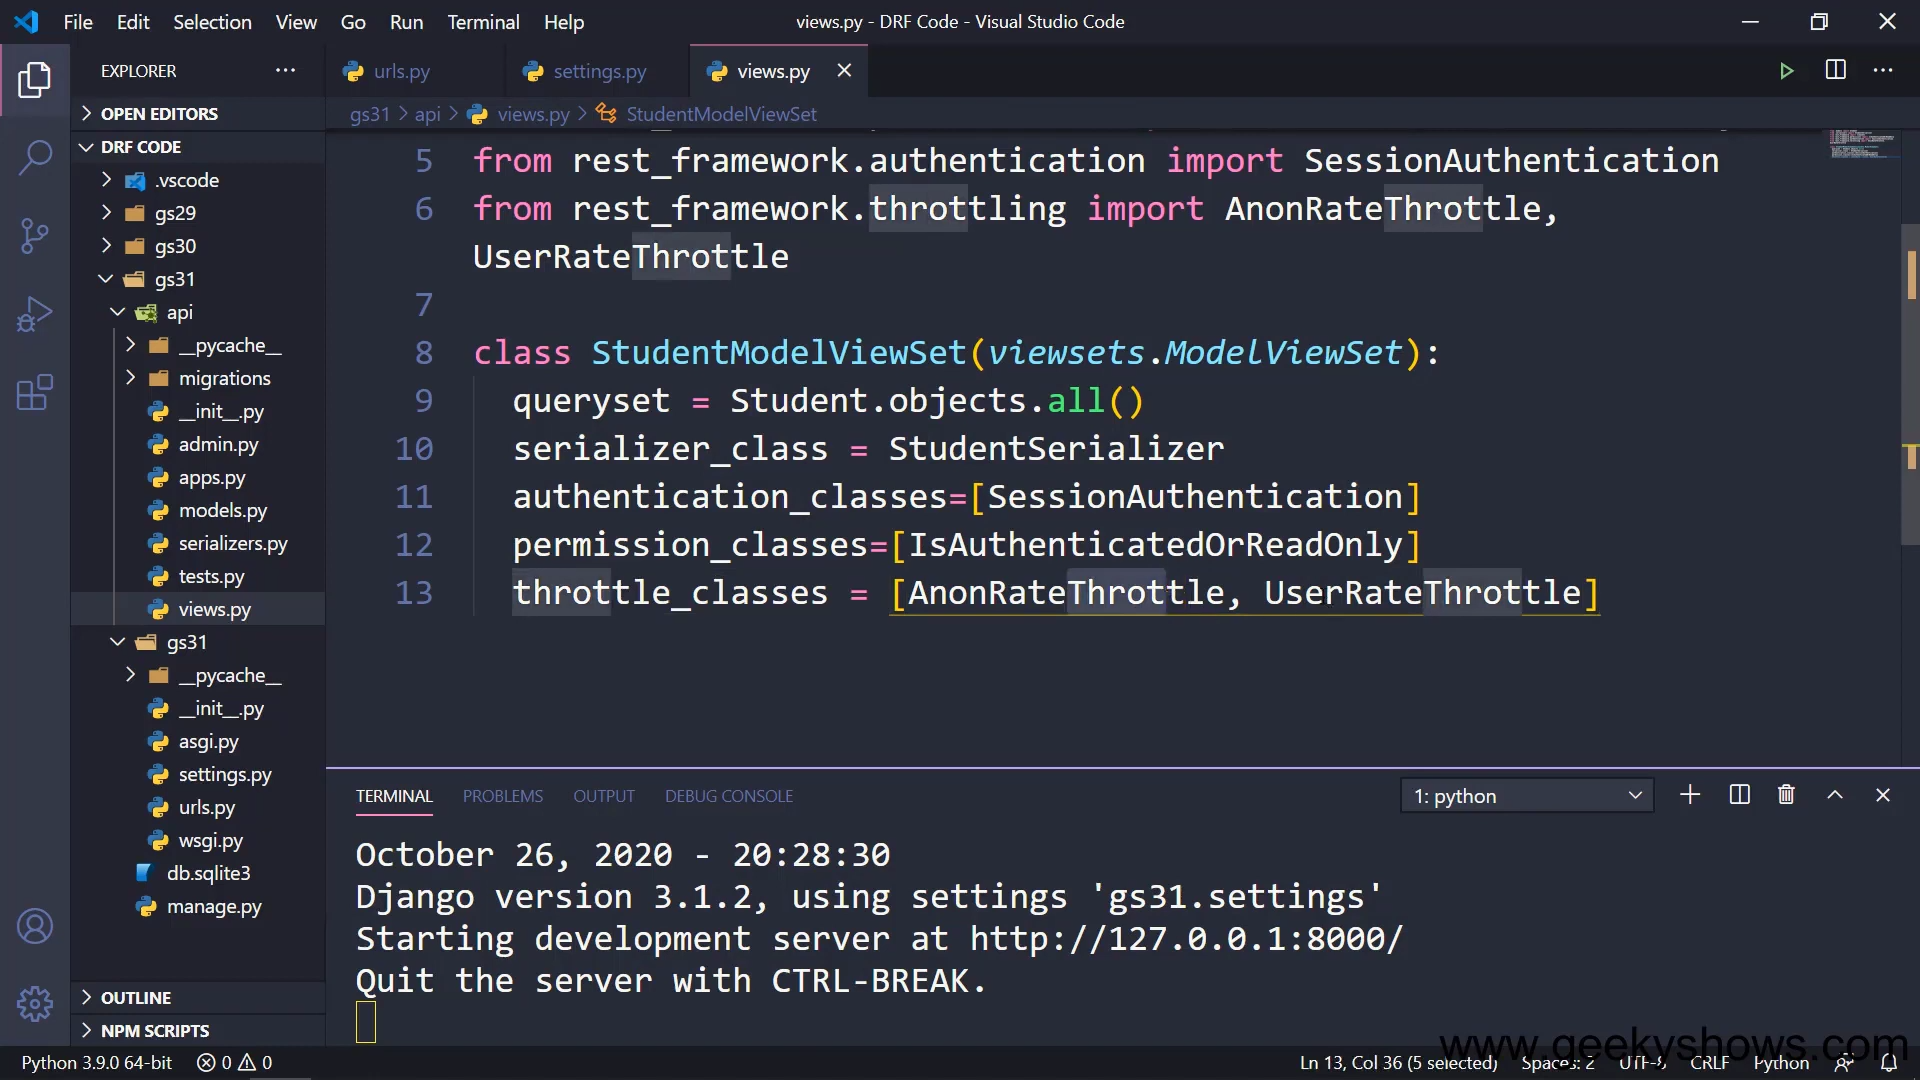 File Edit Selection View Go Run Terminal Help
views.py - DRF Code - Visual Studio Code
EXPLORER
urls.py settings.py views.py
OPEN EDITORS
gs31 > api > views.py > StudentModelViewSet
DRF CODE
.vscode
gs29
gs30
gs31
api
__pycache__
migrations
__init__.py
admin.py
apps.py
models.py
serializers.py
tests.py
views.py
gs31
__pycache__
__init__.py
asgi.py
settings.py
urls.py
wsgi.py
db.sqlite3
manage.py
OUTLINE
NPM SCRIPTS
5 from rest_framework.authentication import SessionAuthentication
6 from rest_framework.throttling import AnonRateThrottle,
UserRateThrottle
7
8 class StudentModelViewSet(viewsets.ModelViewSet):
9 queryset = Student.objects.all()
10 serializer_class = StudentSerializer
11 authentication_classes=[SessionAuthentication]
12 permission_classes=[IsAuthenticatedOrReadOnly]
13 throttle_classes = [AnonRateThrottle, UserRateThrottle]
TERMINAL PROBLEMS OUTPUT DEBUG CONSOLE
1: python
October 26, 2020 - 20:28:30
Django version 3.1.2, using settings 'gs31.settings'
Starting development server at http://127.0.0.1:8000/
Quit the server with CTRL-BREAK.
www.geekyshows.com
Python 3.9.0 64-bit 0 0
Ln 13, Col 36 (5 selected) Spaces: 2 UTF-8 CRLF Python